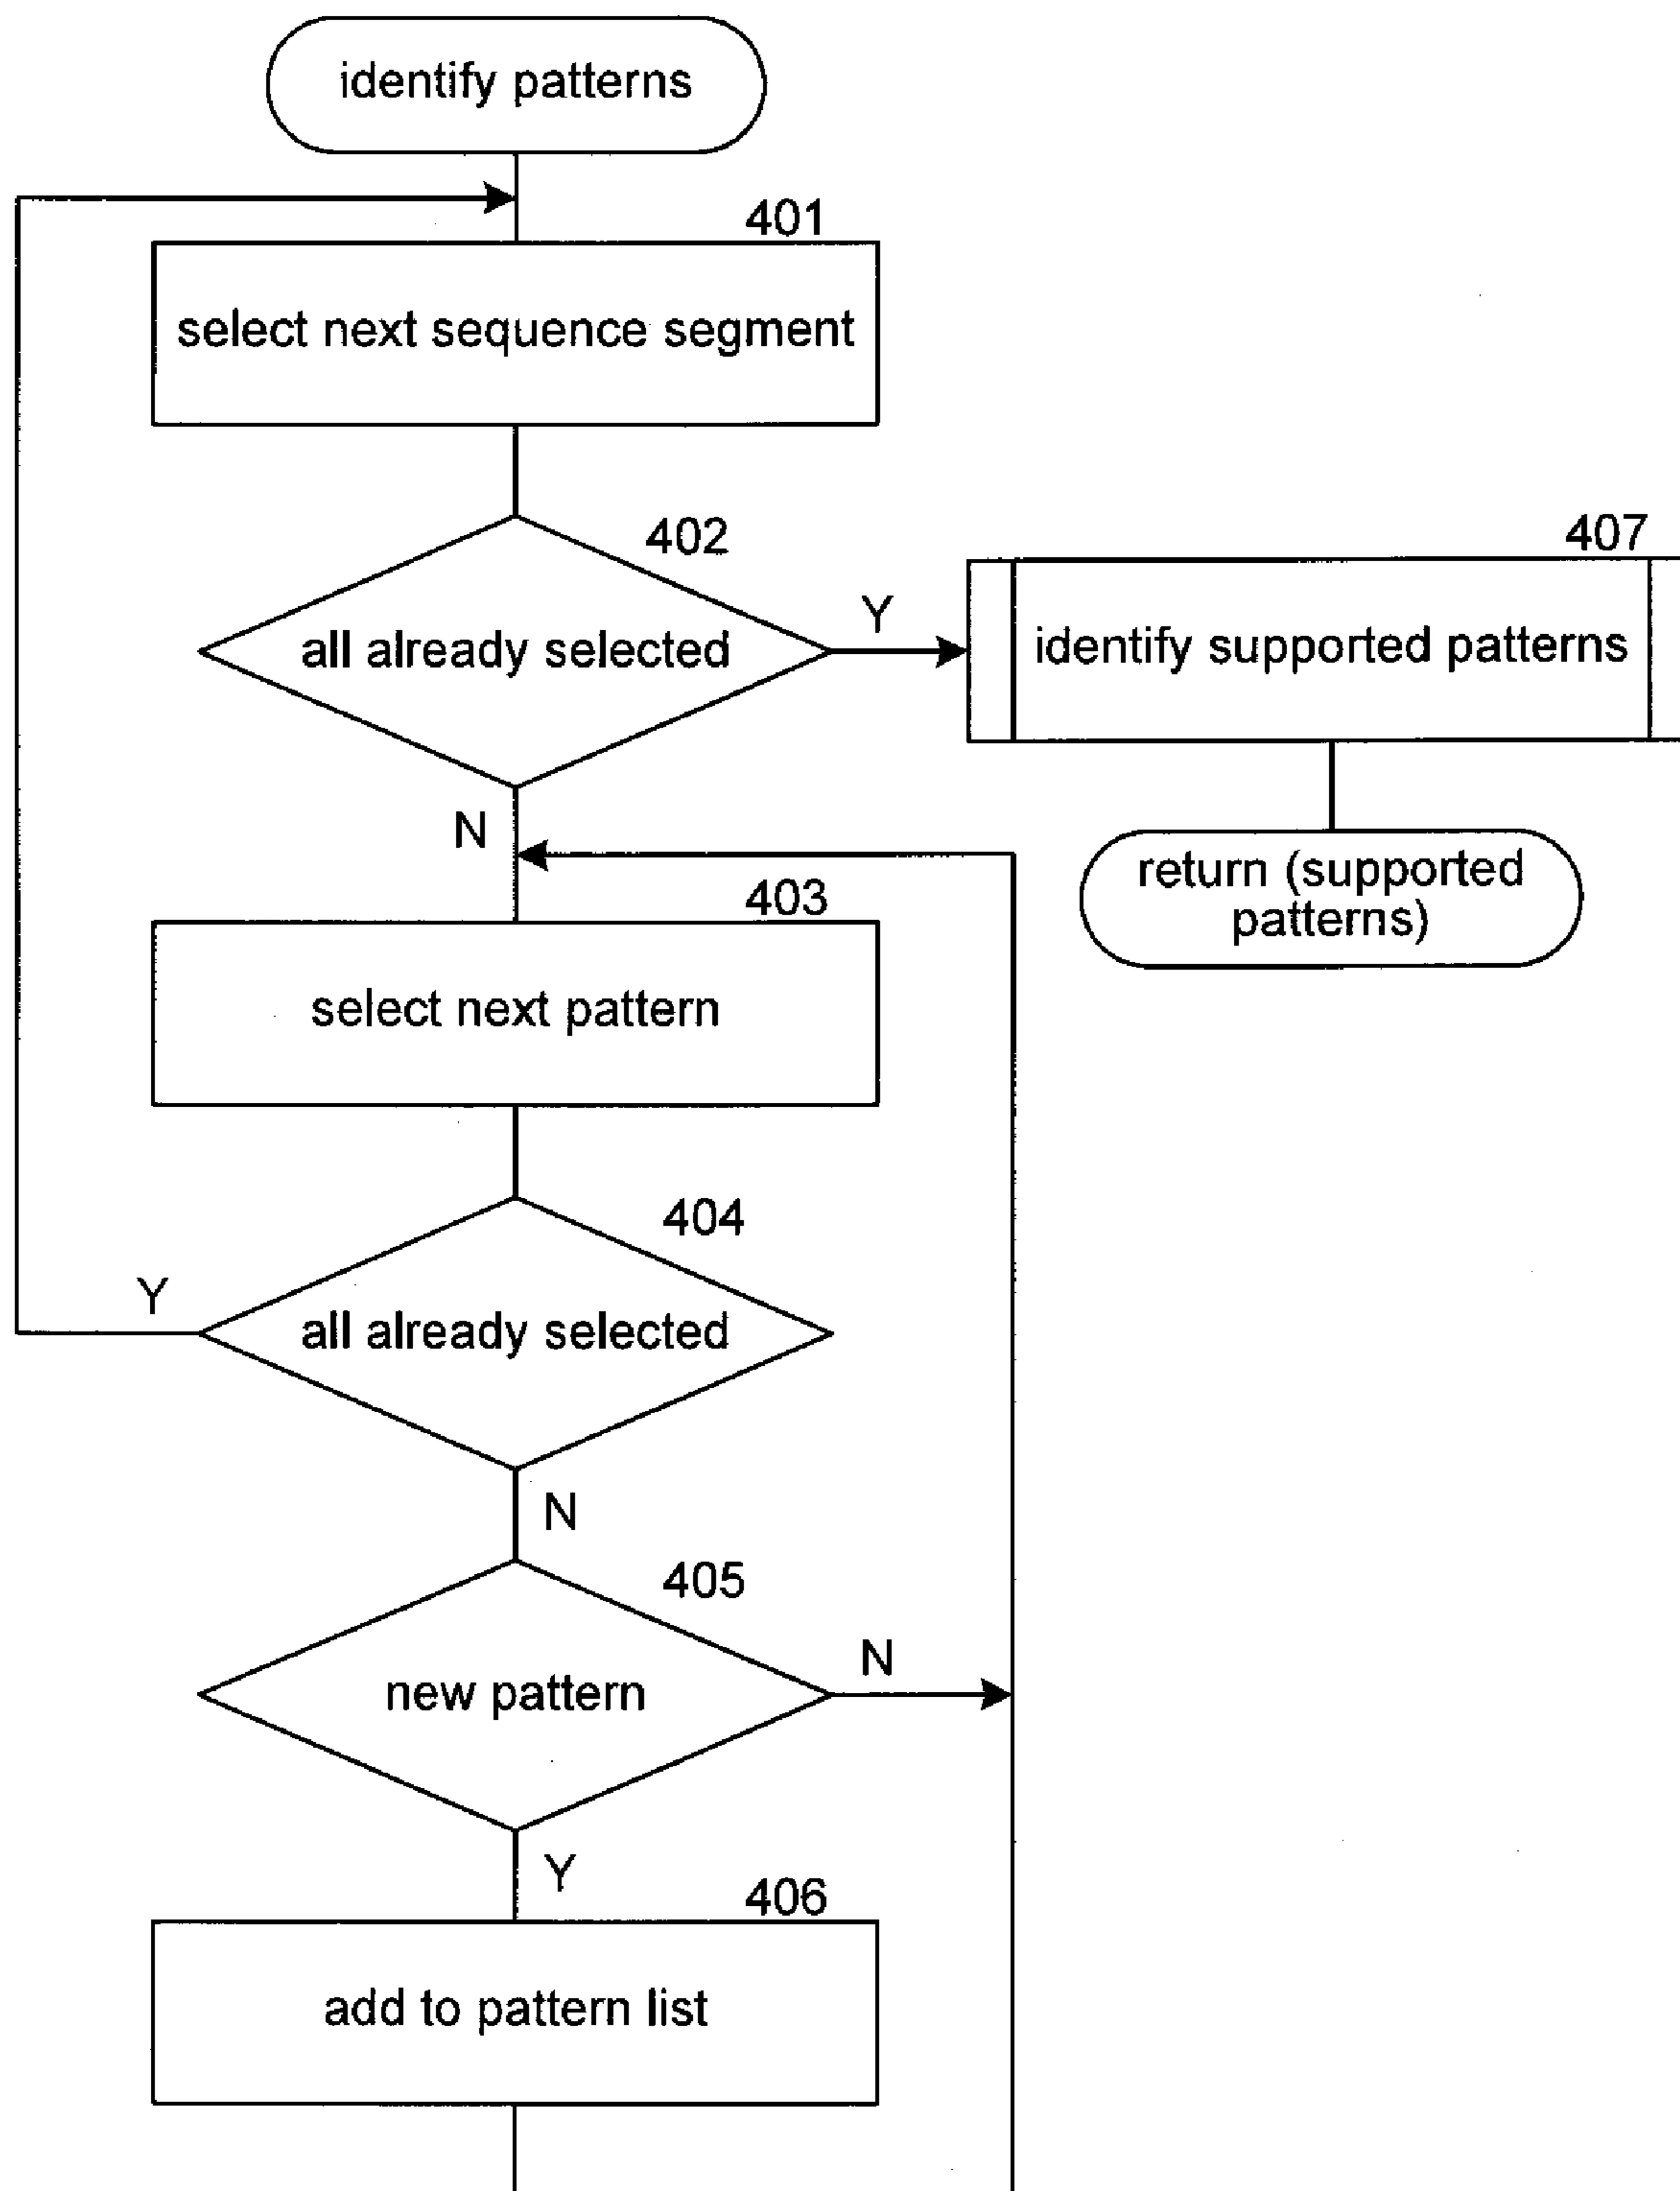 identify patterns
401
select next sequence segment
402
all already selected
Y
407
identify supported patterns
N
return (supported
patterns)
403
select next pattern
404
Y
all already selected
N
405
new pattern
N
Y
406
add to pattern list